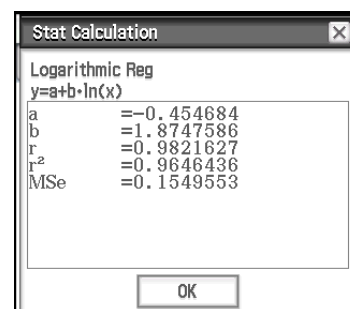 Stat Calculation
Logarithmic Reg
y=a+b·ln(x)
a =-0.454684
b =1.8747586
r =0.9821627
r² =0.9646436
MSe =0.1549553
OK